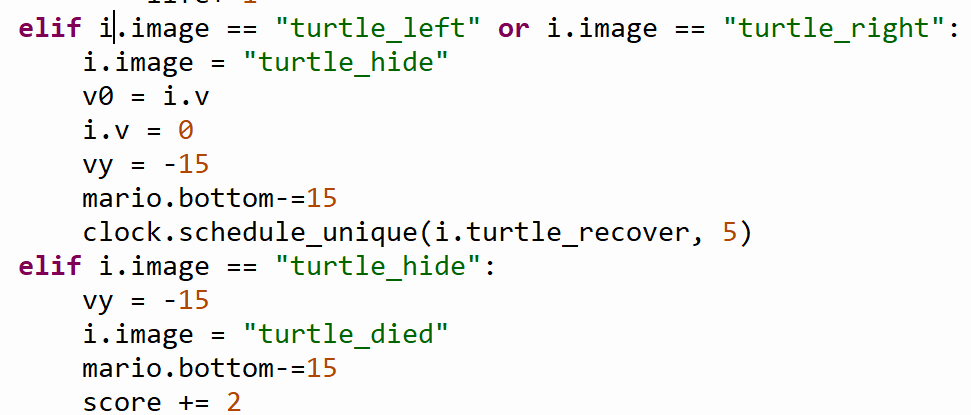 elif i.image == "turtle_left" or i.image == "turtle_right":
    i.image = "turtle_hide"
    v0 = i.v
    i.v = 0
    vy = -15
    mario.bottom-=15
    clock.schedule_unique(i.turtle_recover, 5)
elif i.image == "turtle_hide":
    vy = -15
    i.image = "turtle_died"
    mario.bottom-=15
    score += 2